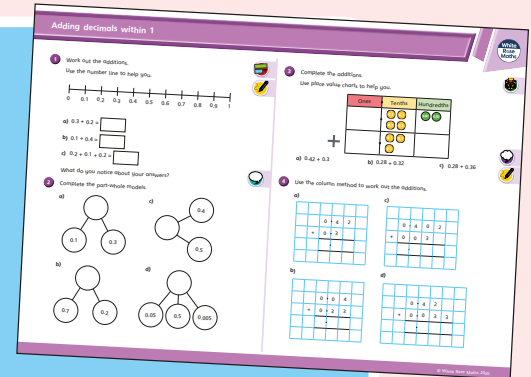 Adding decimals within 1
White
Rose
Maths
1 Work out the additions.
Use the number line to help you.
0 0.1 0.2 0.3 0.4 0.5 0.6 0.7 0.8 0.9 1
a) 0.3 + 0.2 =
b) 0.1 + 0.4 =
c) 0.2 + 0.1 + 0.2 =
What do you notice about your answers?
2 Complete the part-whole models.
a)
0.1 0.3
c)
0.4
0.5
b)
0.7 0.2
d)
0.05 0.5 0.005
3 Complete the additions.
Use place value charts to help you.
Ones Tenths Hundredths
+
a) 0.42 + 0.3 b) 0.28 + 0.32 c) 0.28 + 0.36
4 Use the column method to work out the additions.
a)
0 . 4 2
+ 0 . 3
.
c)
0 . 4 0 2
+ 0 0 3
.
b)
0 . 0 4
+ 0 . 3 3
.
d)
0 . 4 2
+ 0 . 0 3 3
.